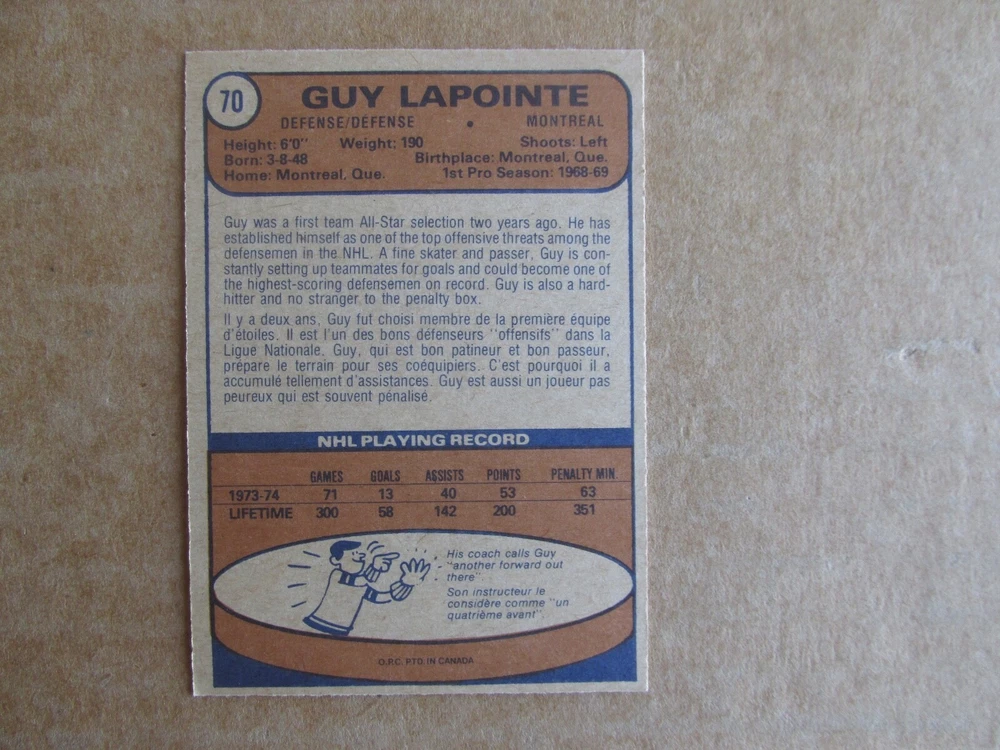 70
GUY LAPOINTE
DEFENSE/DÉFENSE • MONTREAL
Height: 6'0" Weight: 190 Shoots: Left
Born: 3-8-48 Birthplace: Montreal, Que.
Home: Montreal, Que. 1st Pro Season: 1968-69
Guy was a first team All-Star selection two years ago. He has
established himself as one of the top offensive threats among the
defensemen in the NHL. A fine skater and passer, Guy is con-
stantly setting up teammates for goals and could become one of
the highest-scoring defensemen on record. Guy is also a hard-
hitter and no stranger to the penalty box.
Il y a deux ans, Guy fut choisi membre de la première équipe
d'étoiles. Il est l'un des bons défenseurs "offensifs" dans la
Ligue Nationale. Guy, qui est bon patineur et bon passeur,
prépare le terrain pour ses coéquipiers. C'est pourquoi il a
accumulé tellement d'assistances. Guy est aussi un joueur pas
peureux qui est souvent pénalisé.
NHL PLAYING RECORD
GAMES GOALS ASSISTS POINTS PENALTY MIN.
1973-74 71 13 40 53 63
LIFETIME 300 58 142 200 351
His coach calls Guy
"another forward out
there".
Son instructeur le
considère comme "un
quatrième avant".
O.P.C. PTD. IN CANADA